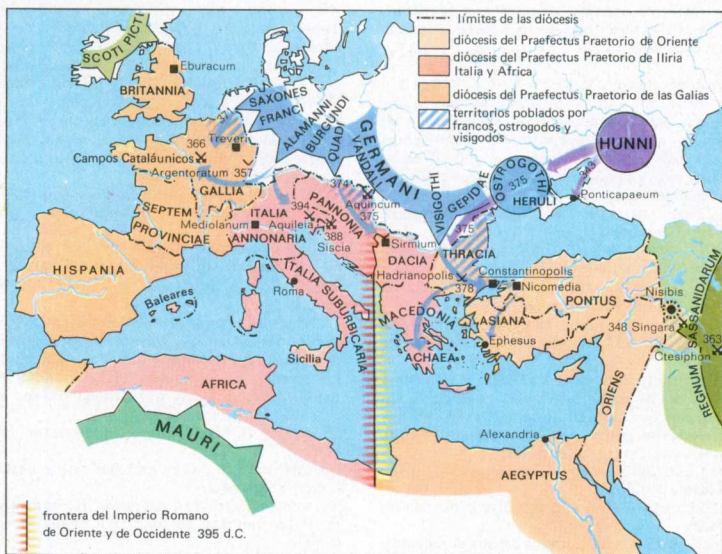 límites de las diócesis
diócesis del Praefectus Praetorio de Oriente
diócesis del Praefectus Praetorio de Iliria
Italia y Africa
diócesis del Praefectus Praetorio de las Galias
territorios poblados por
francos, ostrogodos y
visigodos
SCOTI PICTI
Eburacum
BRITANNIA
SAXONES
FRANCI
ALAMANNI
BURGUNDI
QUADI
GERMANI
VANDALI
VISIGOTHI
GEPIDAE
OSTROGOTHI
375
HERULI
HUNNI
343
Ponticapaeum
366
Treveri
Campos Cataláunicos
Argentoratum
357
GALLIA
SEPTEM
PROVINCIAE
HISPANIA
Baleares
Mediolanum
ITALIA
ANNONARIA
Aquileia
394
388
Siscia
PANNONIA
374
Aquincum
375
375
Sirmium
DACIA
THRACIA
Hadrianopolis
378
Constantinopolis
Nicomedia
PONTUS
ASIANA
Ephesus
MACEDONIA
ACHAEA
ITALIA SUBURBICARIA
Roma
Sicilia
AFRICA
MAURI
Nisibis
348 Singara
363
Ctesiphon
REGNUM SASSANIDARUM
ORIENS
Alexandria
AEGYPTUS
frontera del Imperio Romano
de Oriente y de Occidente 395 d.C.